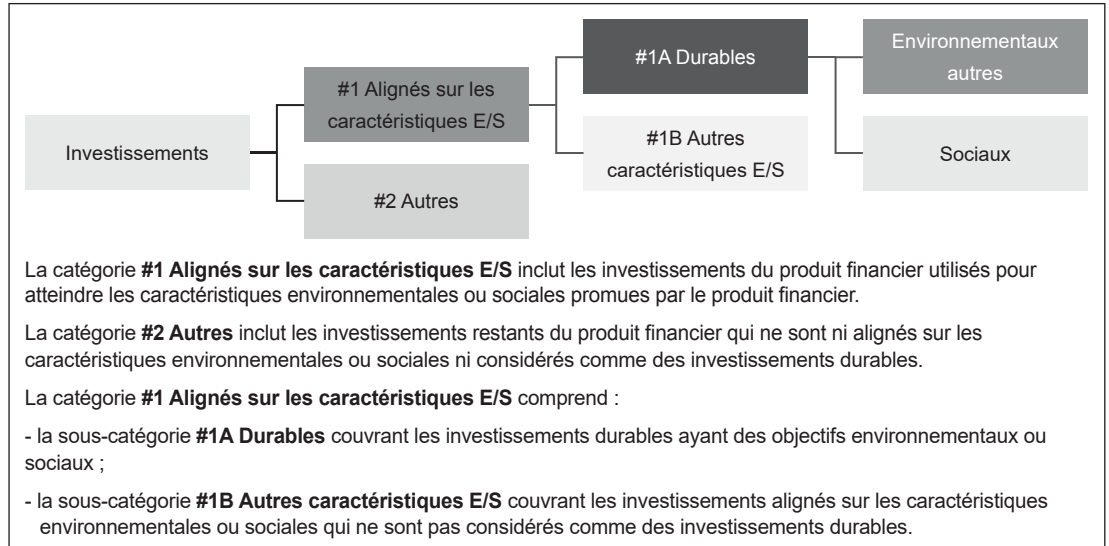 #1A Durables
Environnementaux
autres
#1 Alignés sur les
caractéristiques E/S
Investissements
#1B Autres
caractéristiques E/S
Sociaux
#2 Autres
La catégorie #1 Alignés sur les caractéristiques E/S inclut les investissements du produit financier utilisés pour
atteindre les caractéristiques environnementales ou sociales promues par le produit financier.
La catégorie #2 Autres inclut les investissements restants du produit financier qui ne sont ni alignés sur les
caractéristiques environnementales ou sociales ni considérés comme des investissements durables.
La catégorie #1 Alignés sur les caractéristiques E/S comprend :
- la sous-catégorie #1A Durables couvrant les investissements durables ayant des objectifs environnementaux ou
sociaux ;
- la sous-catégorie #1B Autres caractéristiques E/S couvrant les investissements alignés sur les caractéristiques
environnementales ou sociales qui ne sont pas considérés comme des investissements durables.